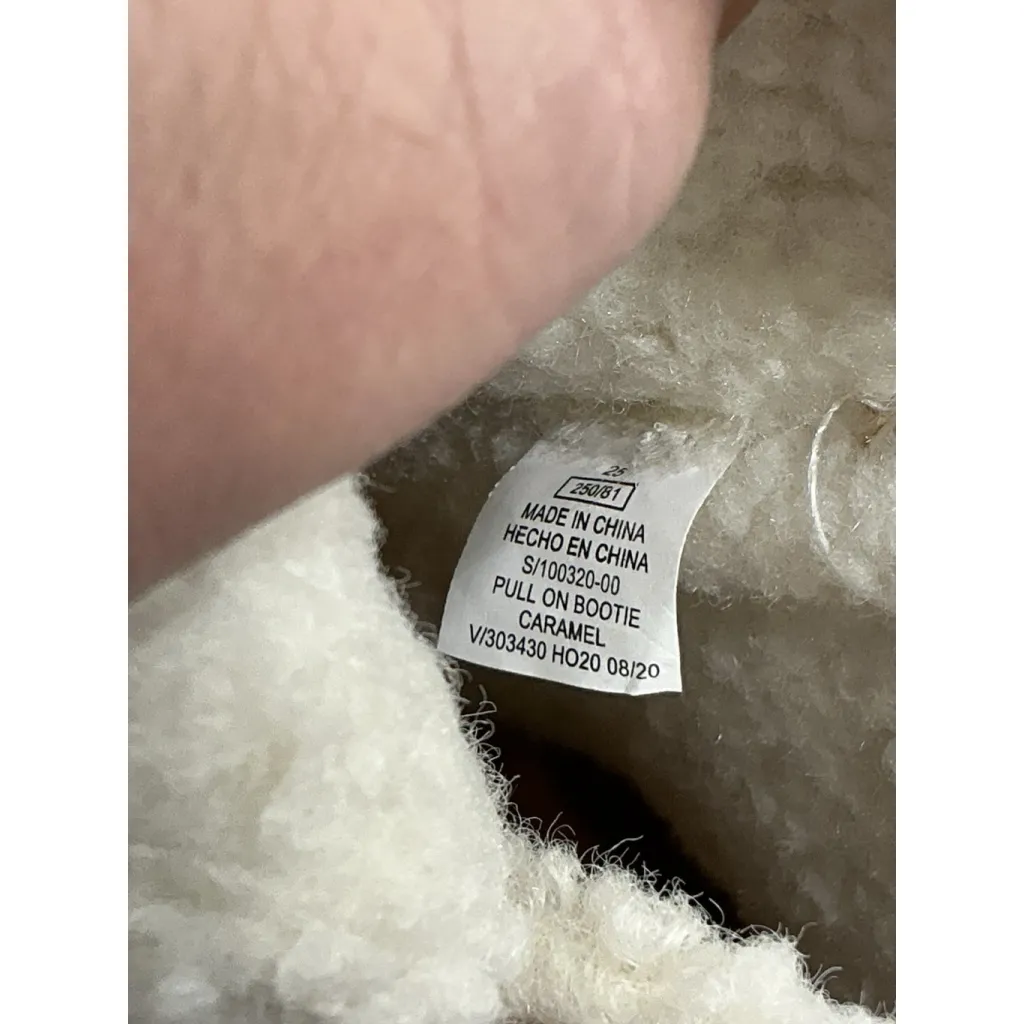 25
250/81
MADE IN CHINA
HECHO EN CHINA
S/100320-00
PULL ON BOOTIE
CARAMEL
V/303430 HO20 08/20